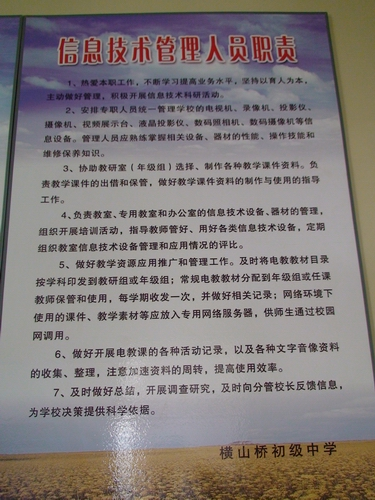 信息技术管理人员职责
1、热爱本职工作，不断学习提高业务水平，坚持以育人为本，
主动做好管理，积极开展信息技术科研活动。
2、安排专职人员统一管理学校的电视机、录像机、投影仪、
摄像机、视频展示台、液晶投影仪、数码照相机、数码摄像机等信
息设备。管理人员应熟练掌握相关设备、器材的性能、操作技能和
维修保养知识。
3、协助教研室（年级组）选择、制作各种教学课件资料。负
责教学课件的出借和保管，做好教学课件资料的制作与使用的指导
工作。
4、负责教室、专用教室和办公室的信息技术设备、器材的管理，
组织开展培训活动，指导教师管好、用好各类信息技术设备，定期
组织教室信息技术设备管理和应用情况的评比。
5、做好教学资源应用推广和管理工作。及时将电教教材目录
按学科印发到教研组或年级组；常规电教教材分配到年级组或任课
教师保管和使用，每学期收发一次，并做好相关记录；网络环境下
使用的课件、教学素材等应放入专用网络服务器，供师生通过校园
网调用。
6、做好开展电教课的各种活动记录，以及各种文字音像资料
的收集、整理，注意加速资料的周转，提高使用效率。
7、及时做好总结，开展调查研究，及时向分管校长反馈信息，
为学校决策提供科学依据。
横山桥初级中学